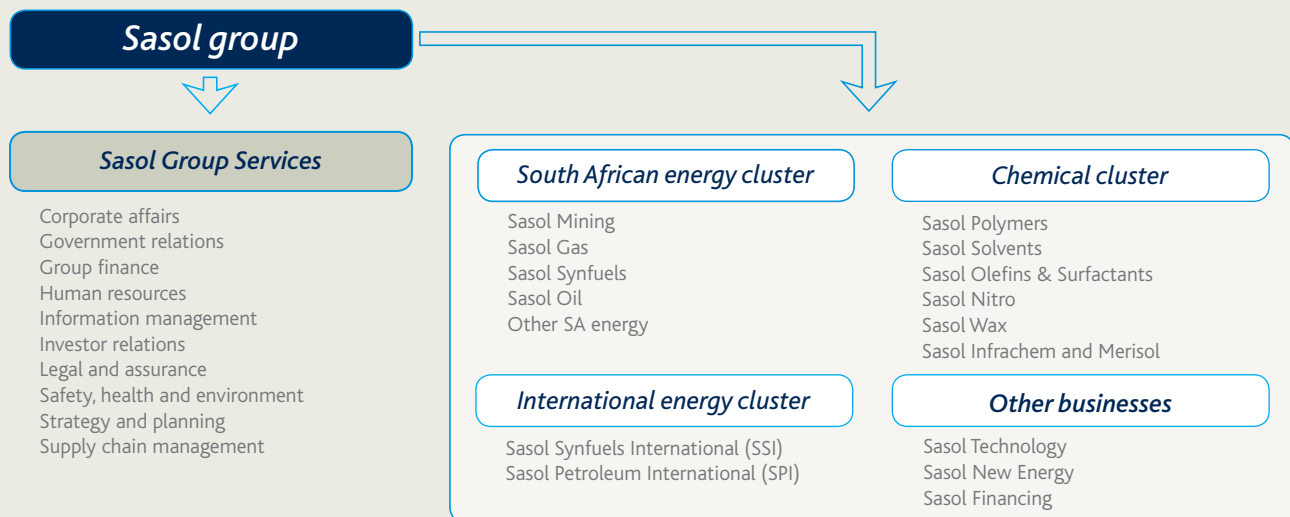 Sasol group
Sasol Group Services
Corporate affairs
Government relations
Group finance
Human resources
Information management
Investor relations
Legal and assurance
Safety, health and environment
Strategy and planning
Supply chain management
South African energy cluster
Sasol Mining
Sasol Gas
Sasol Synfuels
Sasol Oil
Other SA energy
Chemical cluster
Sasol Polymers
Sasol Solvents
Sasol Olefins & Surfactants
Sasol Nitro
Sasol Wax
Sasol Infrachem and Merisol
International energy cluster
Sasol Synfuels International (SSI)
Sasol Petroleum International (SPI)
Other businesses
Sasol Technology
Sasol New Energy
Sasol Financing